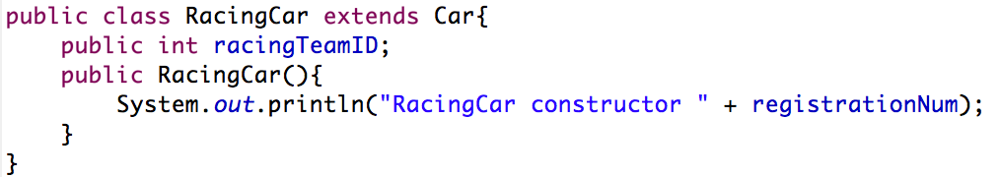 public class RacingCar extends Car{
    public int racingTeamID;
    public RacingCar(){
        System.out.println("RacingCar constructor " + registrationNum);
    }
}